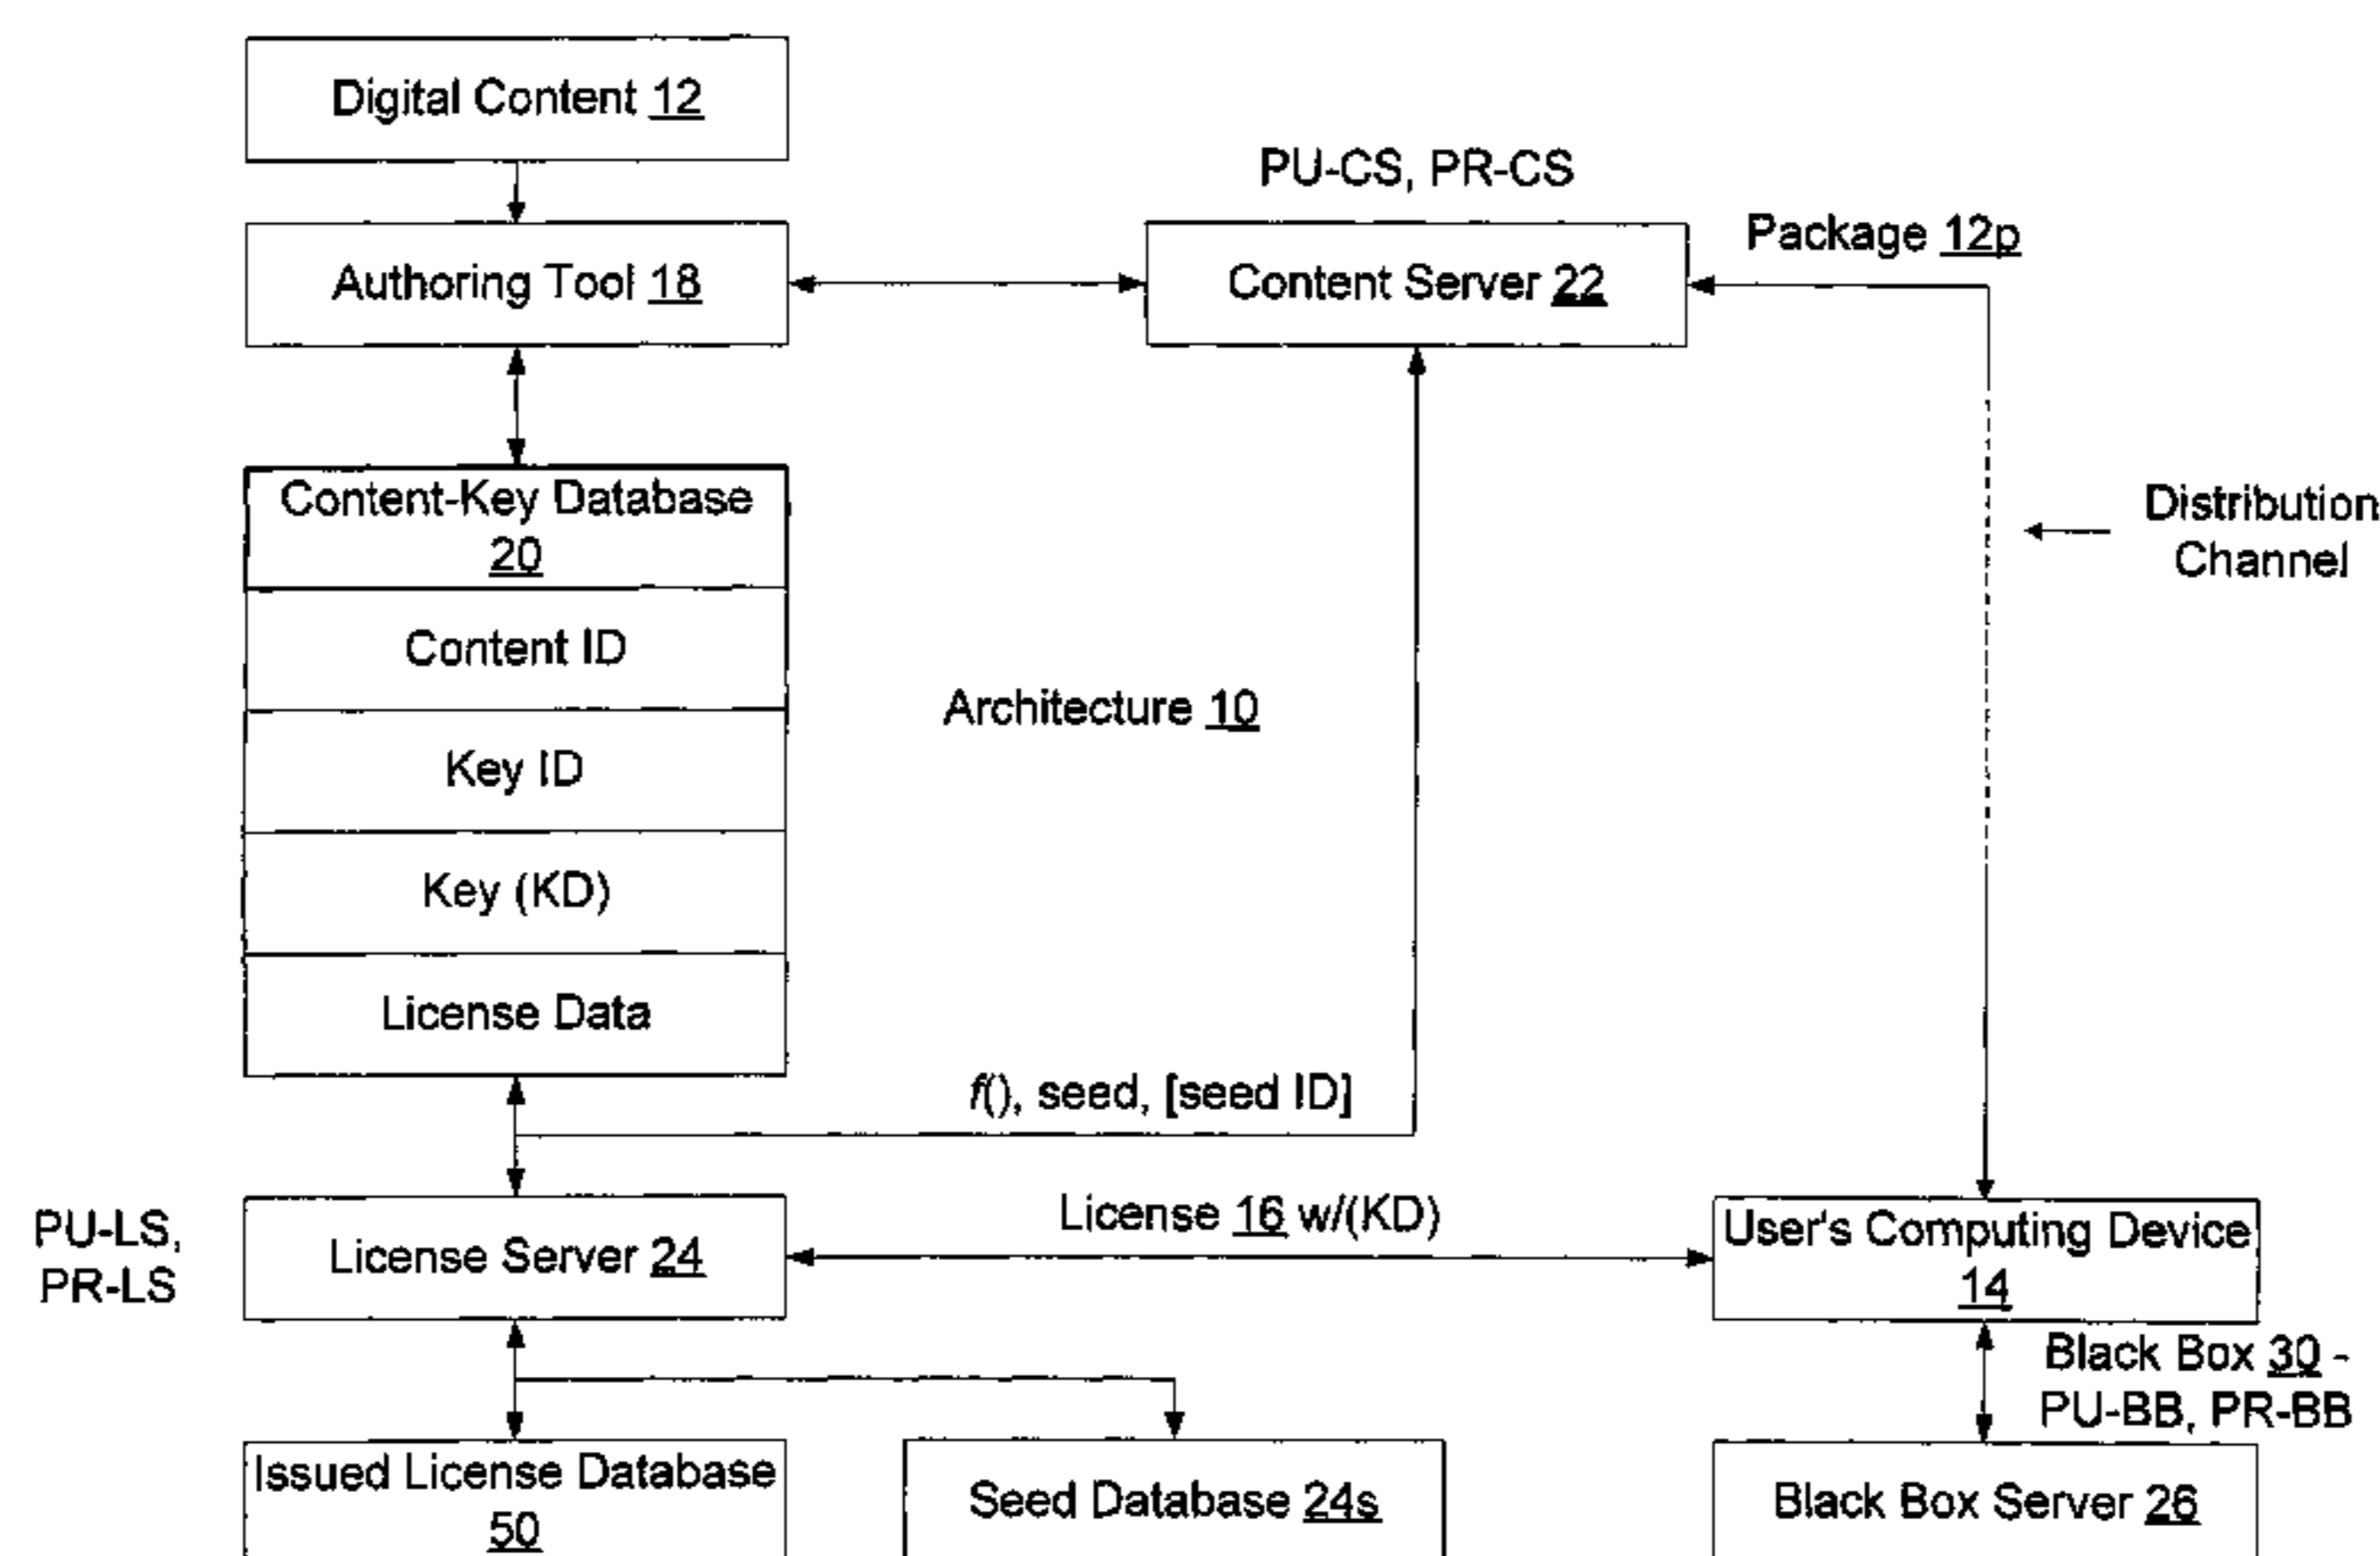 Digital Content 12
PU-CS, PR-CS
Authoring Tool 18
Content Server 22
Package 12p
Content-Key Database
20
Distribution
Channel
Content ID
Architecture 10
Key ID
Key (KD)
License Data
f(), seed, [seed ID]
PU-LS,
PR-LS
License Server 24
License 16 w/(KD)
User's Computing Device
14
Black Box 30 -
PU-BB, PR-BB
Issued License Database
50
Seed Database 24s
Black Box Server 26